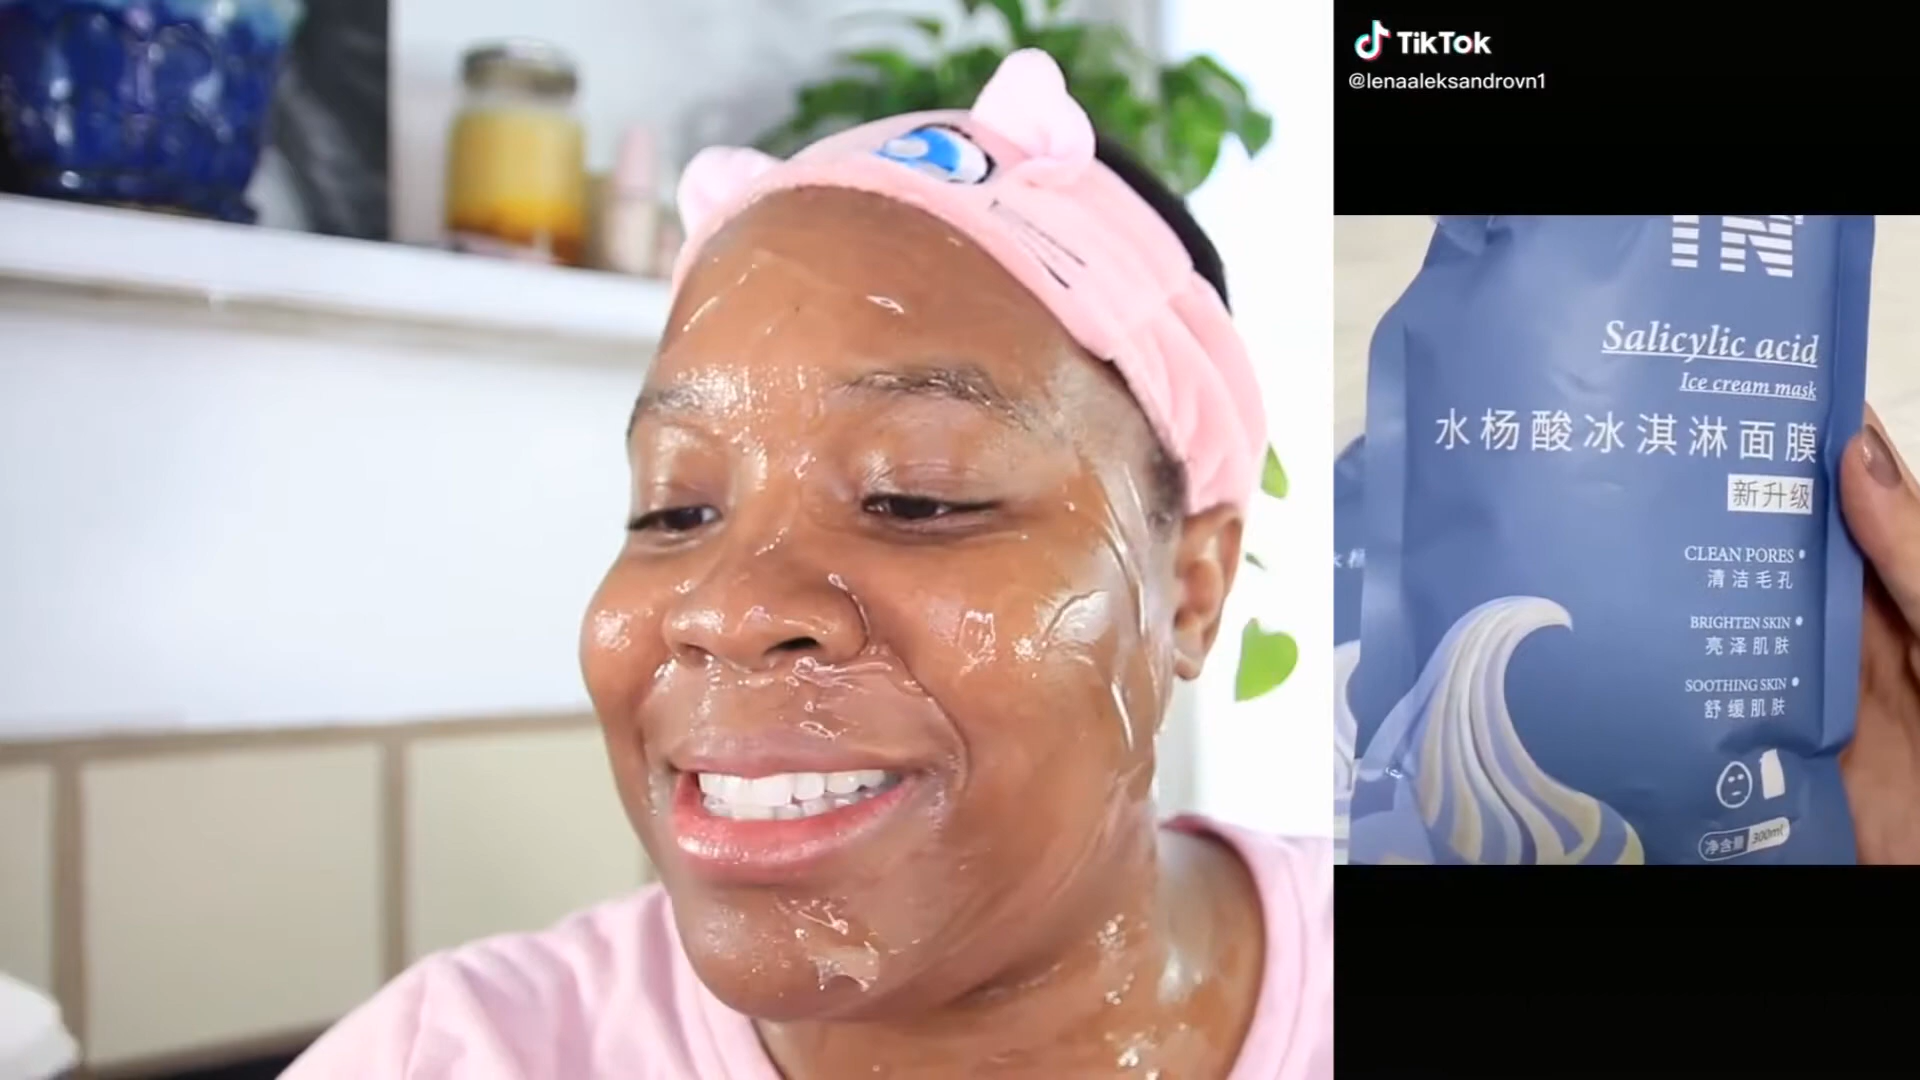 TikTok
@lenaaleksandrovn1
Salicylic acid
Ice cream mask
水杨酸冰淇淋面膜
新升级
CLEAN PORES
清洁毛孔
BRIGHTEN SKIN
亮泽肌肤
SOOTHING SKIN
舒缓肌肤
净含量 300ml